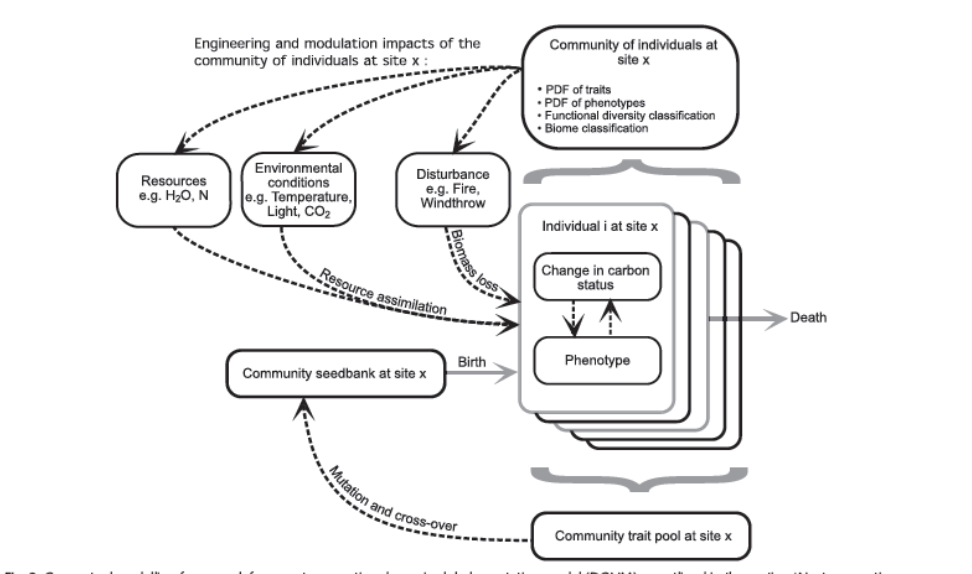 Engineering and modulation impacts of the
community of individuals at site x :
Community of individuals at
site x
• PDF of traits
• PDF of phenotypes
• Functional diversity classification
• Biome classification
Resources
e.g. H₂O, N
Environmental
conditions
e.g. Temperature,
Light, CO₂
Disturbance
e.g. Fire,
Windthrow
Individual i at site x
Biomass loss
Resource assimilation
Change in carbon
status
Phenotype
Death
Community seedbank at site x
Birth
Mutation and cross-over
Community trait pool at site x